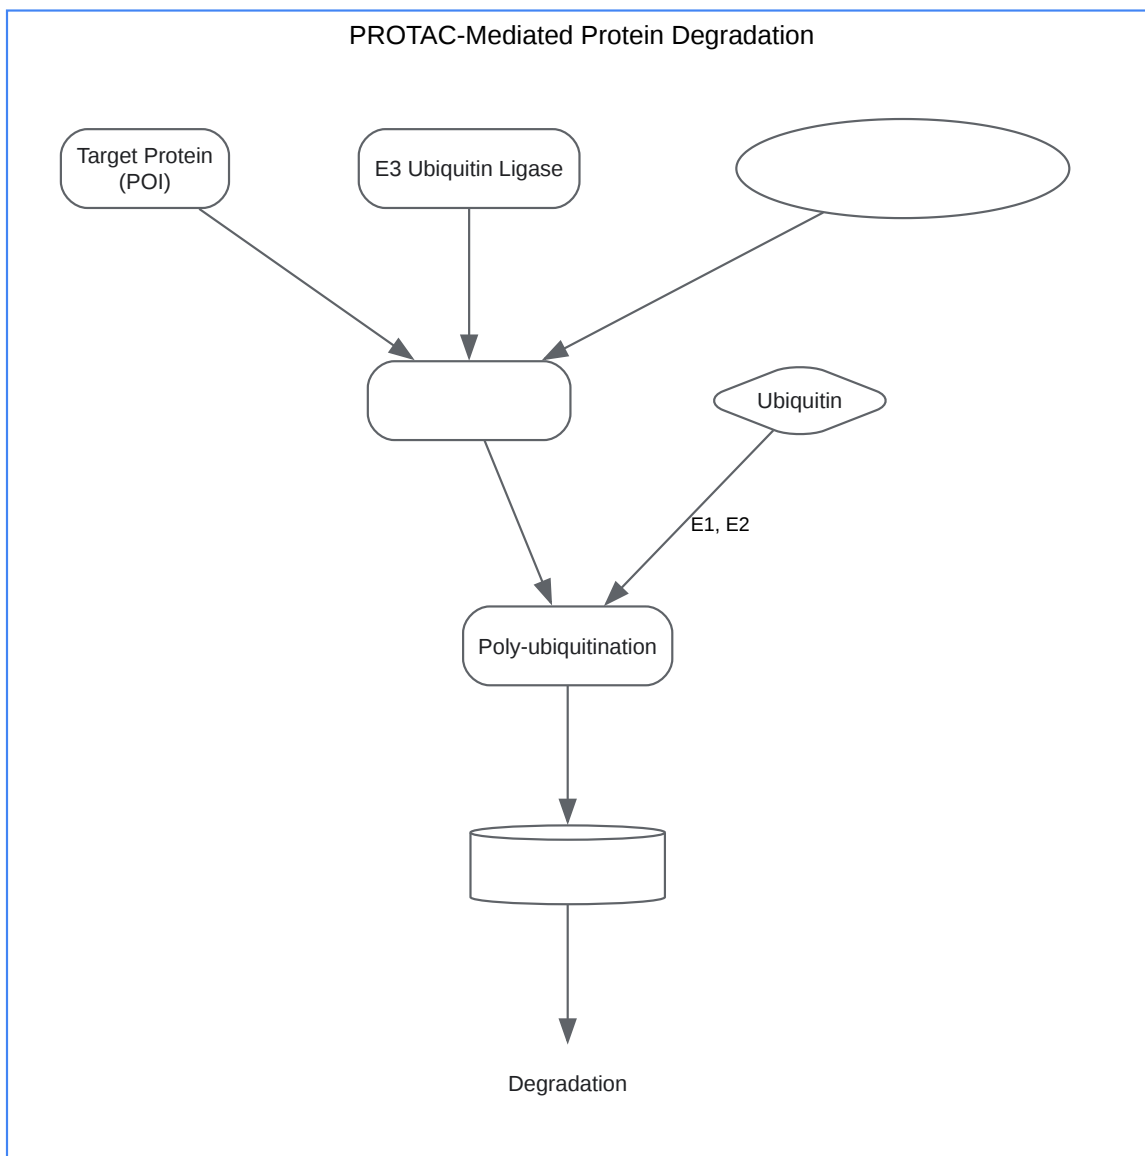 PROTAC-Mediated Protein Degradation
Target Protein
(POI)
E3 Ubiquitin Ligase
Ubiquitin
E1, E2
Poly-ubiquitination
Degradation